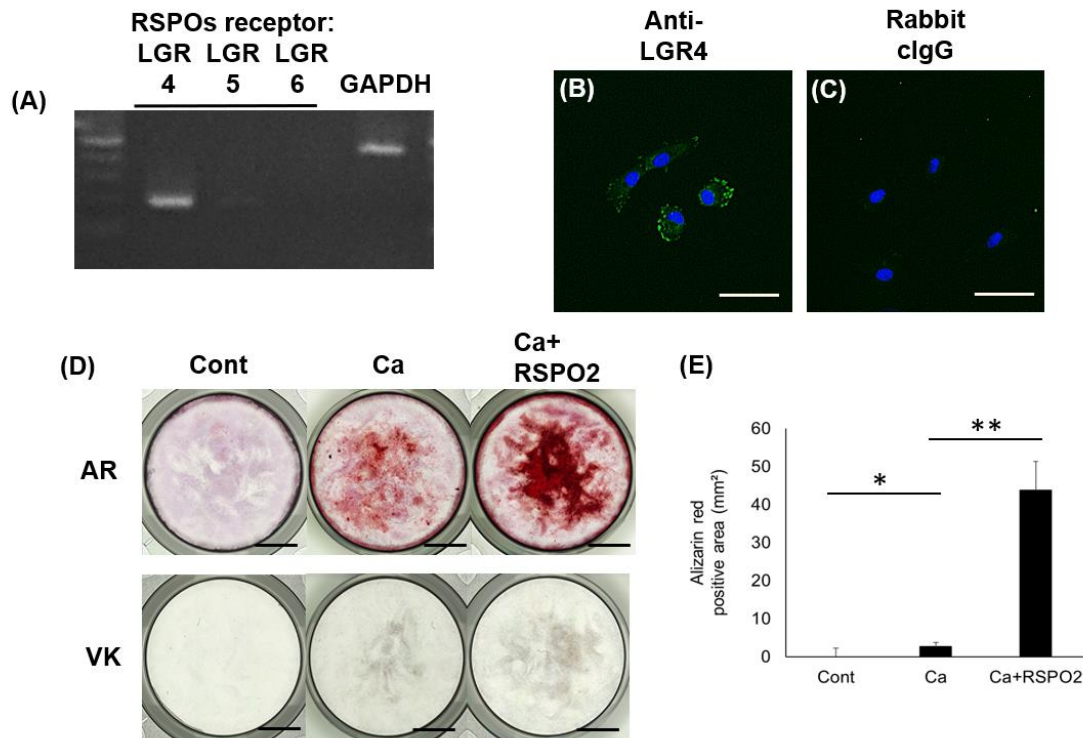 (A)
RSPOs receptor:
LGR LGR LGR
4 5 6 GAPDH
Anti-
LGR4
Rabbit
cIgG
(B)
(C)
(D)
Cont
Ca
Ca+
RSPO2
AR
VK
(E)
Alizarin red
positive area (mm²)
60
50
40
30
20
10
0
*
**
Cont Ca Ca+RSPO2